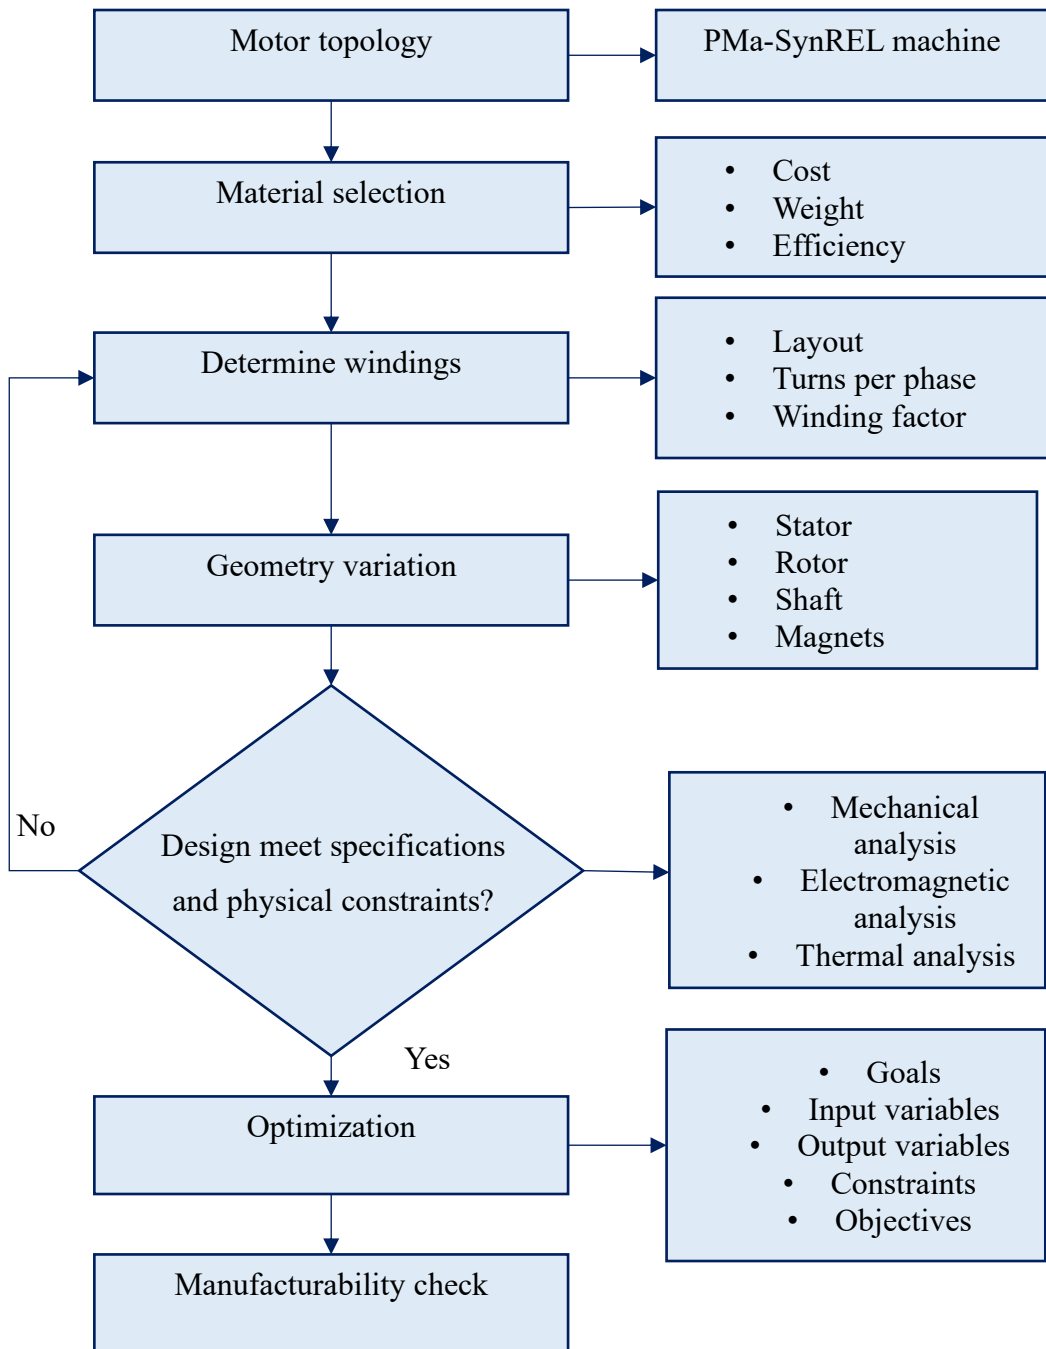 Motor topology
PMa-SynREL machine
Material selection
• Cost
• Weight
• Efficiency
Determine windings
• Layout
• Turns per phase
• Winding factor
Geometry variation
• Stator
• Rotor
• Shaft
• Magnets
No
Design meet specifications
and physical constraints?
• Mechanical
analysis
• Electromagnetic
analysis
• Thermal analysis
Yes
Optimization
• Goals
• Input variables
• Output variables
• Constraints
• Objectives
Manufacturability check